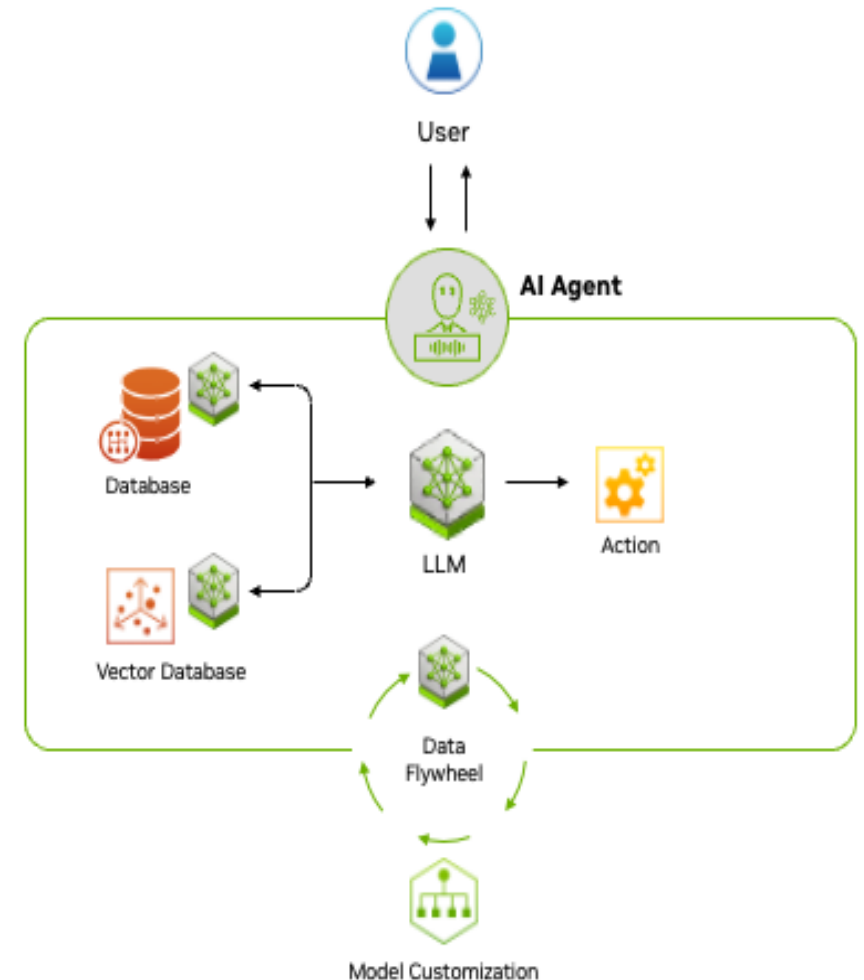 User
AI Agent
Database
LLM
Action
Vector Database
Data
Flywheel
Model Customization